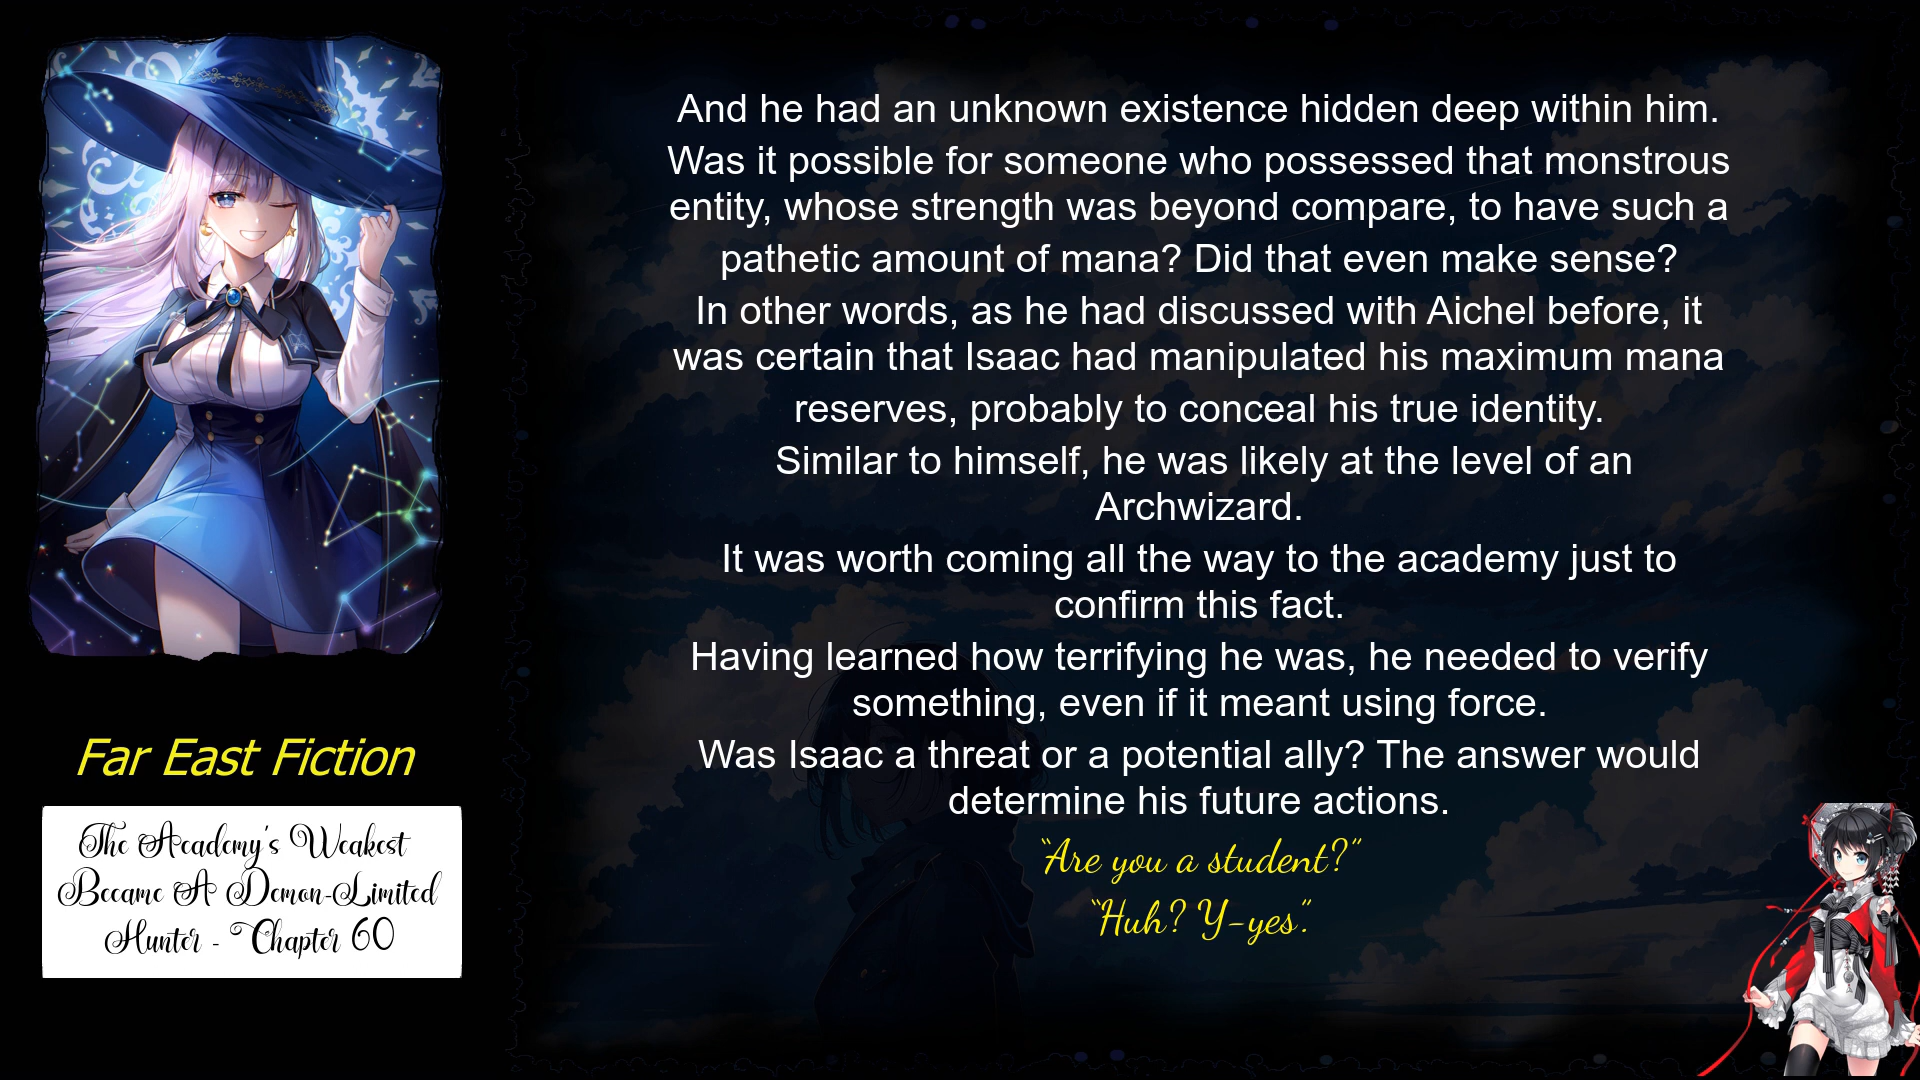 And he had an unknown existence hidden deep within him.
Was it possible for someone who possessed that monstrous
entity, whose strength was beyond compare, to have such a
pathetic amount of mana? Did that even make sense?
In other words, as he had discussed with Aichel before, it
was certain that Isaac had manipulated his maximum mana
reserves, probably to conceal his true identity.
Similar to himself, he was likely at the level of an
Archwizard.
It was worth coming all the way to the academy just to
confirm this fact.
Having learned how terrifying he was, he needed to verify
something, even if it meant using force.
Was Isaac a threat or a potential ally? The answer would
determine his future actions.
“Are you a student?”
“Huh? Y-yes”.
Far East Fiction
The Academy's Weakest
Became A Demon-Limited
Hunter - Chapter 60